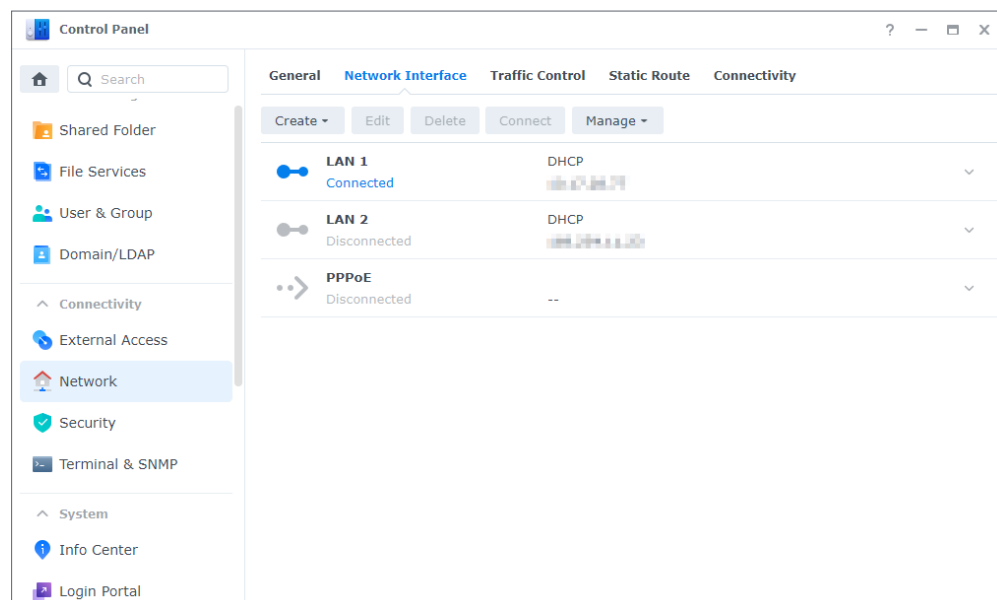 Control Panel
?
Search
General Network Interface Traffic Control Static Route Connectivity
Create Edit Delete Connect Manage
Shared Folder
File Services
User & Group
Domain/LDAP
Connectivity
External Access
Network
Security
Terminal & SNMP
System
Info Center
Login Portal
LAN 1 DHCP
Connected
LAN 2 DHCP
Disconnected
PPPoE
Disconnected --